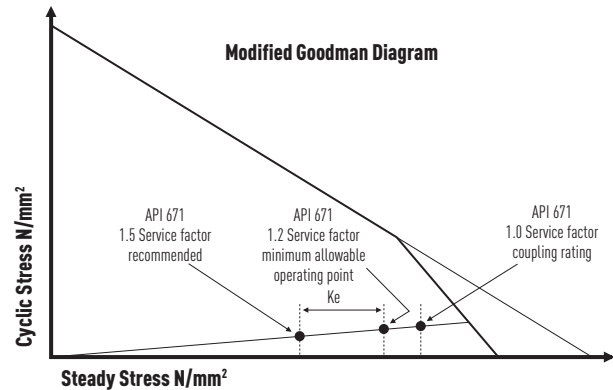 Modified Goodman Diagram
Cyclic Stress N/mm²
API 671
1.5 Service factor
recommended
API 671
1.2 Service factor
minimum allowable
operating point
Ke
API 671
1.0 Service factor
coupling rating
Steady Stress N/mm²